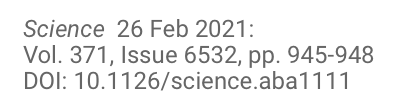 Science 26 Feb 2021:
Vol. 371, Issue 6532, pp. 945-948
DOI: 10.1126/science.aba1111